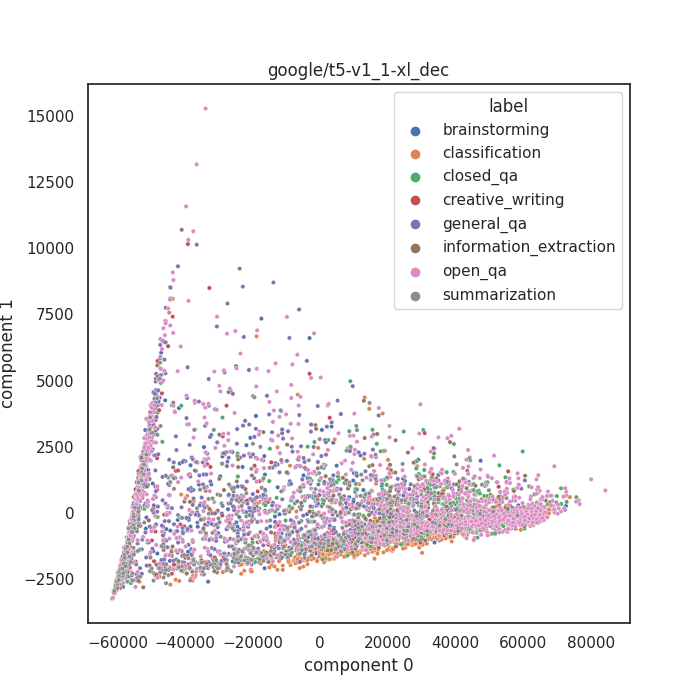 google/t5-v1_1-xl_dec
label
brainstorming
classification
closed_qa
creative_writing
general_qa
information_extraction
open_qa
summarization
component 1
15000
12500
10000
7500
5000
2500
0
−2500
−60000 −40000 −20000 0 20000 40000 60000 80000
component 0